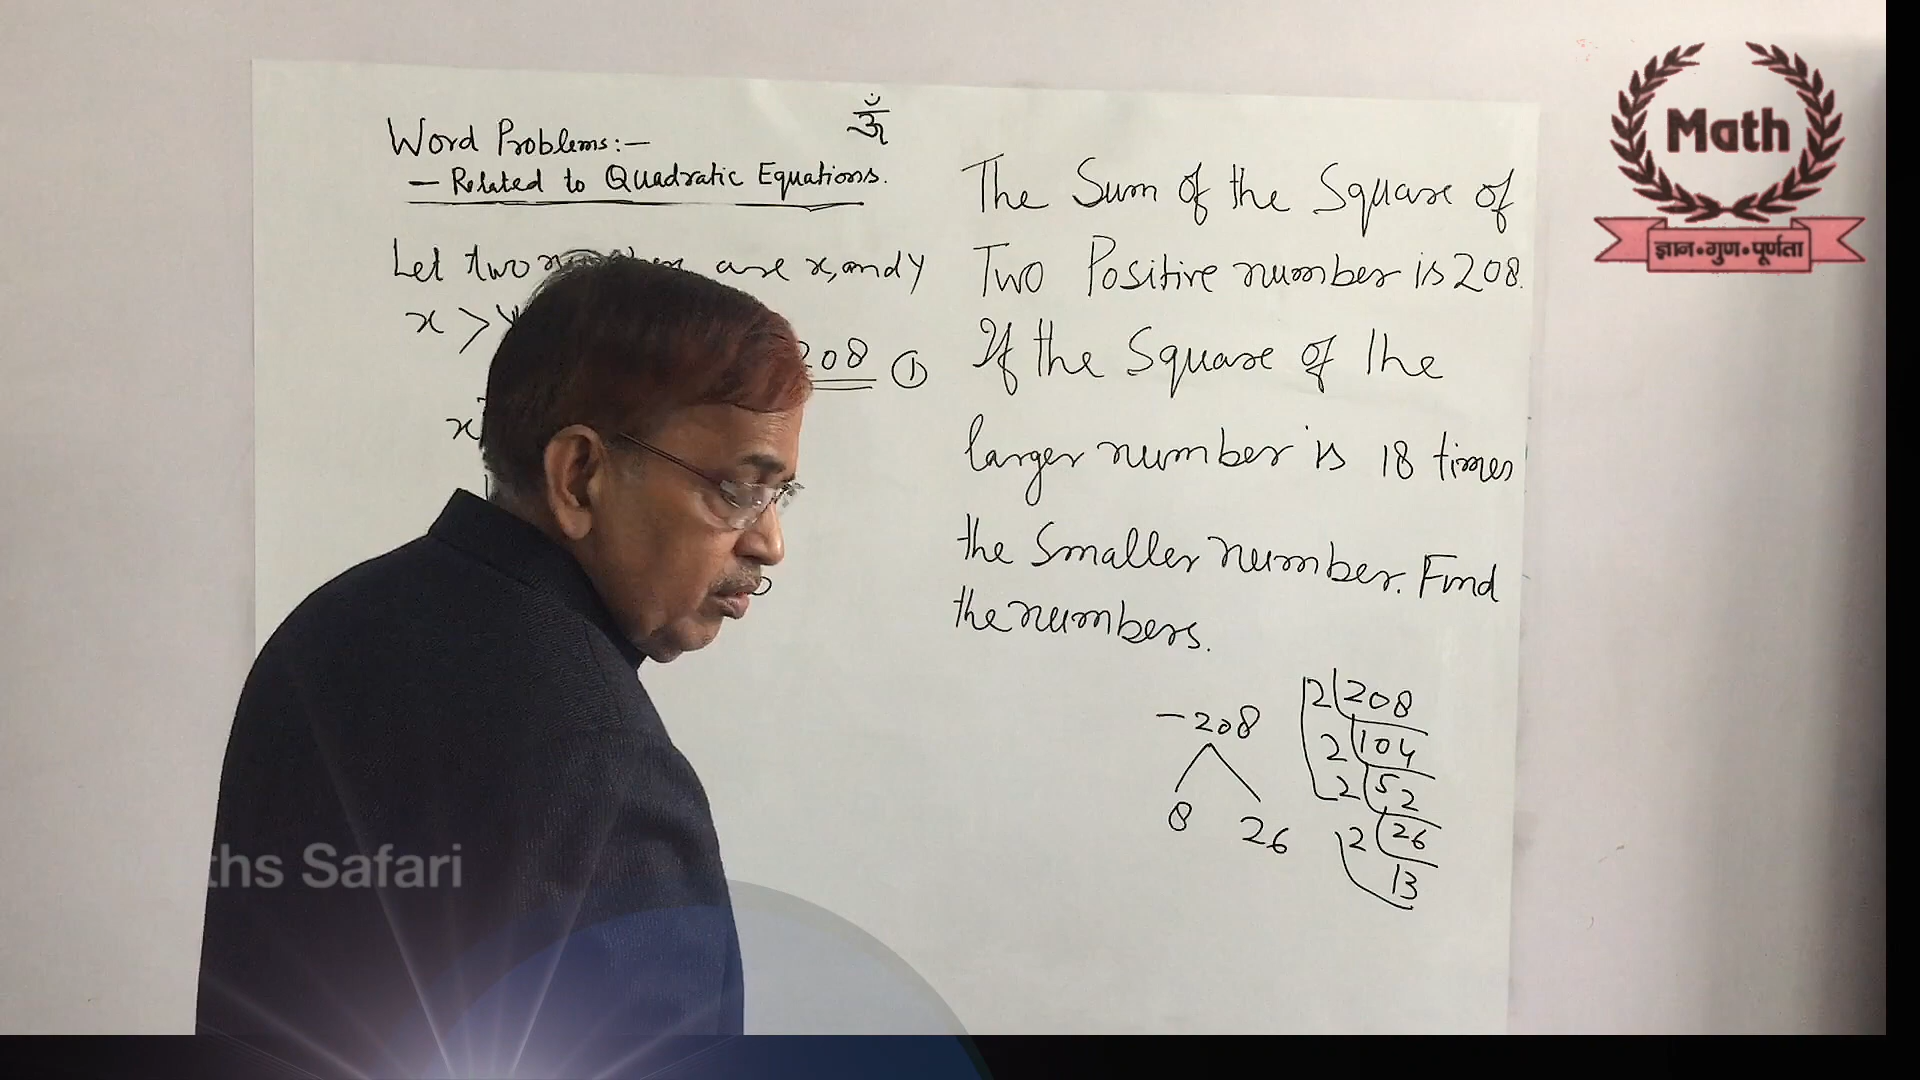 ॐ
Word Problems:-
- Related to Quadratic Equations.
Let two are x, and y
x > y
208 ①
x
The Sum of the Square of
Two Positive number is 208.
If the Square of the
larger number is 18 times
the Smaller number. Find
the numbers.
-208
8 26
2 208
2 104
2 52
2 26
13
Math
ज्ञान•गुण•पूर्णता
ths Safari